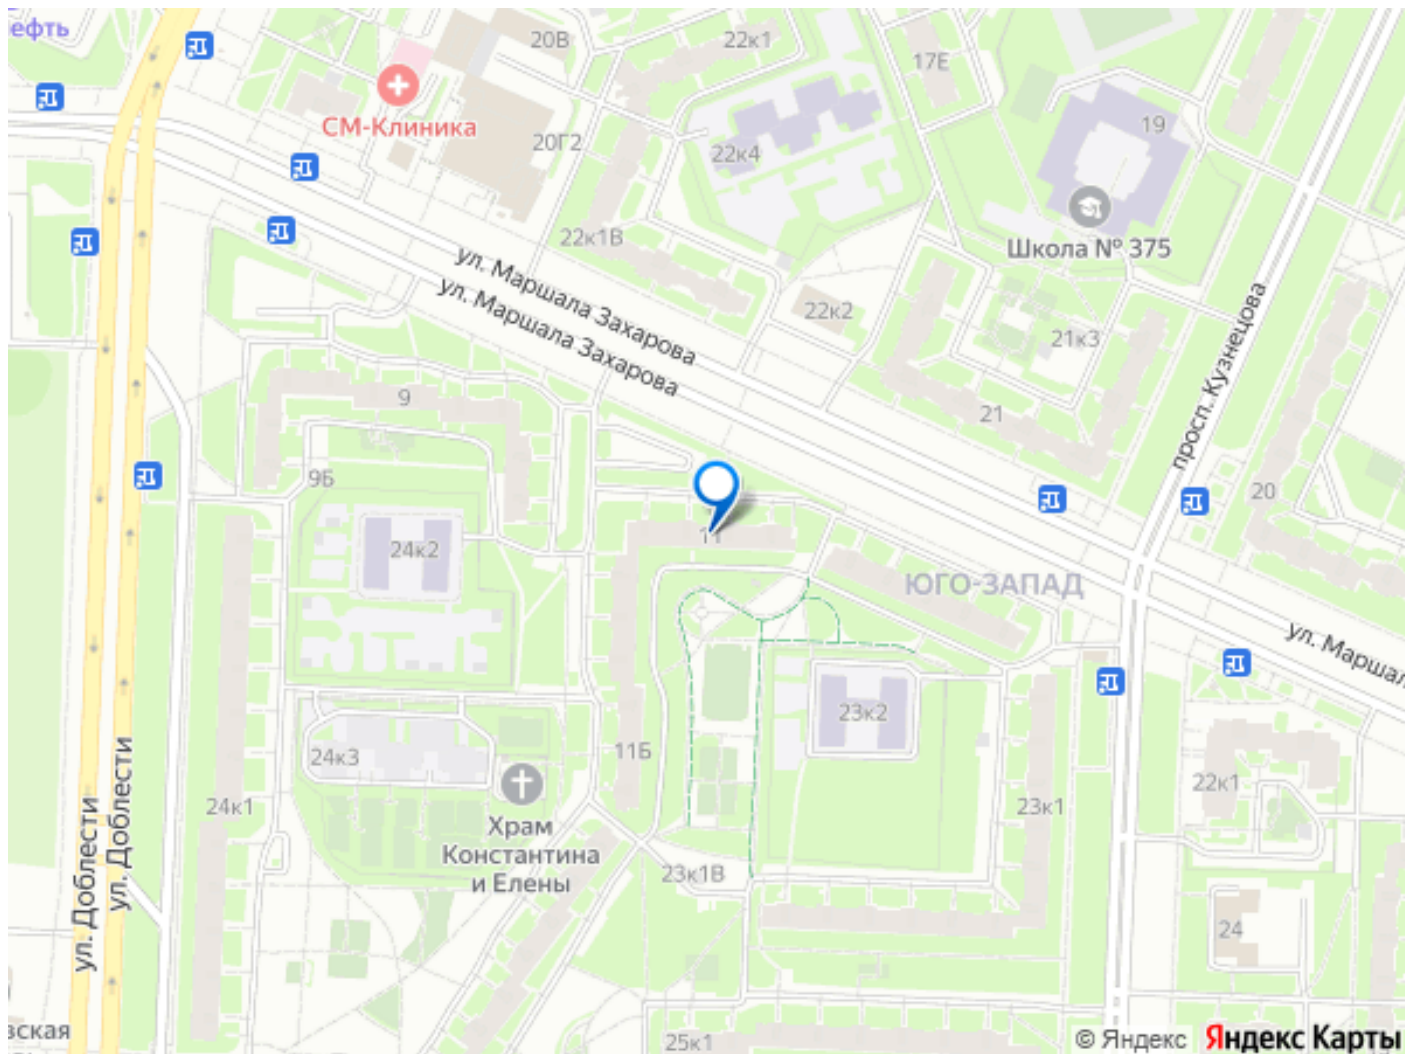 ефть
20В
22к1
17Е
СМ-Клиника
20Г2
19
22к4
22к1В
ул. Маршала Захарова
ул. Маршала Захарова
Школа № 375
22к2
21к3
просп. Кузнецова
9
21
9Б
20
24к2
11
ЮГО-ЗАПАД
ул. Маршал
23к2
24к3
11Б
22к1
24к1
23к1
Храм
Константина
и Елены
23к1В
ул. Доблести
ул. Доблести
24
вская
25к1
© Яндекс
Яндекс Карты